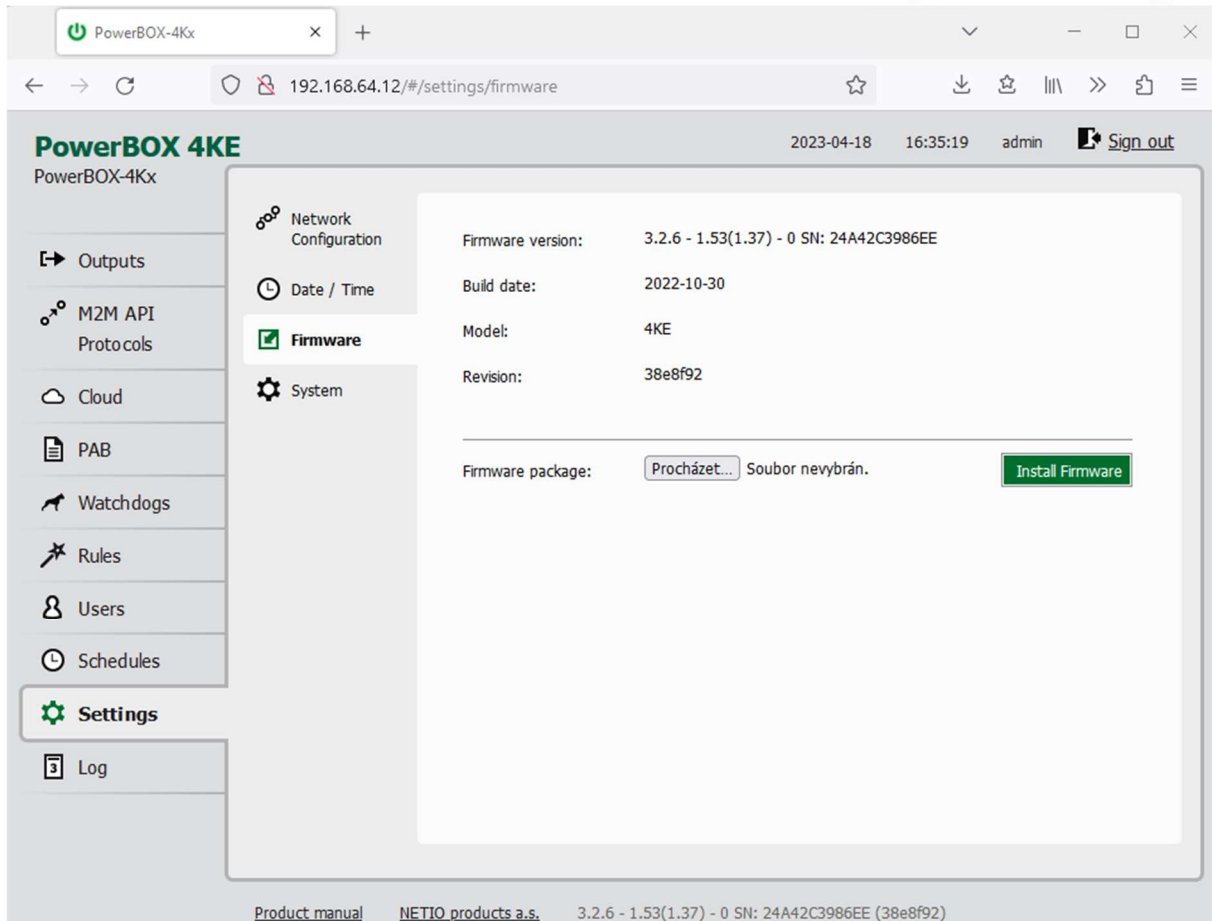 PowerBOX-4Kx
192.168.64.12/#/settings/firmware
PowerBOX 4KE
2023-04-18 16:35:19 admin Sign out
PowerBOX-4Kx
Outputs
M2M API
Protocols
Cloud
PAB
Watchdogs
Rules
Users
Schedules
Settings
3 Log
Network
Configuration
Date / Time
Firmware
System
Firmware version: 3.2.6 - 1.53(1.37) - 0 SN: 24A42C3986EE
Build date: 2022-10-30
Model: 4KE
Revision: 38e8f92
Firmware package: Procházet... Soubor nevybrán. Install Firmware
Product manual NETIO products a.s. 3.2.6 - 1.53(1.37) - 0 SN: 24A42C3986EE (38e8f92)